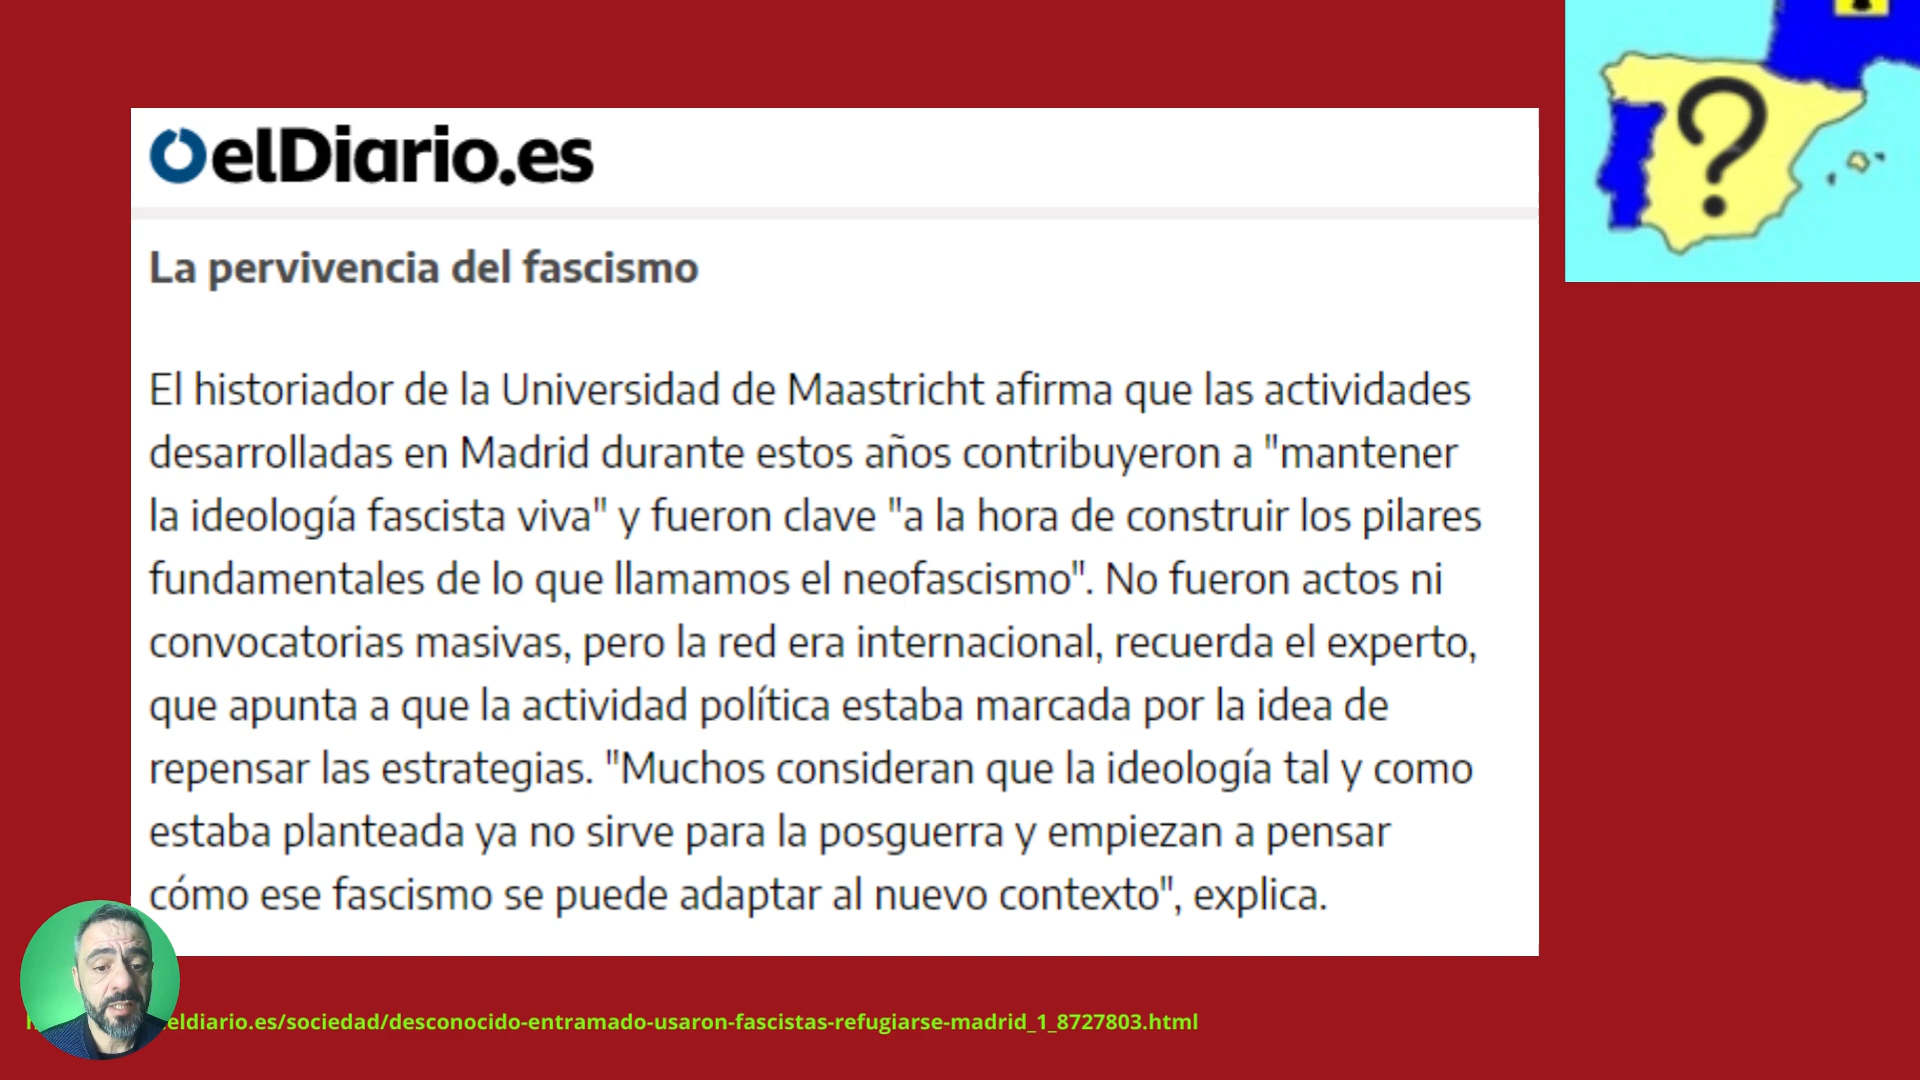 elDiario.es
La pervivencia del fascismo
El historiador de la Universidad de Maastricht afirma que las actividades
desarrolladas en Madrid durante estos años contribuyeron a "mantener
la ideología fascista viva" y fueron clave "a la hora de construir los pilares
fundamentales de lo que llamamos el neofascismo". No fueron actos ni
convocatorias masivas, pero la red era internacional, recuerda el experto,
que apunta a que la actividad política estaba marcada por la idea de
repensar las estrategias. "Muchos consideran que la ideología tal y como
estaba planteada ya no sirve para la posguerra y empiezan a pensar
cómo ese fascismo se puede adaptar al nuevo contexto", explica.
?
eldiario.es/sociedad/desconocido-entramado-usaron-fascistas-refugiarse-madrid_1_8727803.html